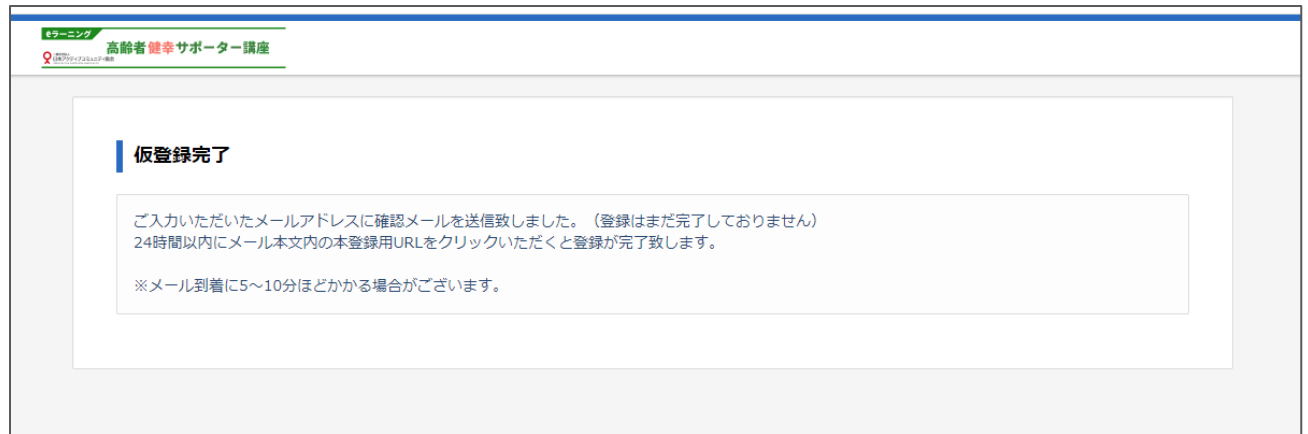 eラーニング
高齢者健幸サポーター講座
仮登録完了
ご入力いただいたメールアドレスに確認メールを送信致しました。（登録はまだ完了しておりません）
24時間以内にメール本文内の本登録用URLをクリックいただくと登録が完了致します。
※メール到着に5～10分ほどかかる場合がございます。